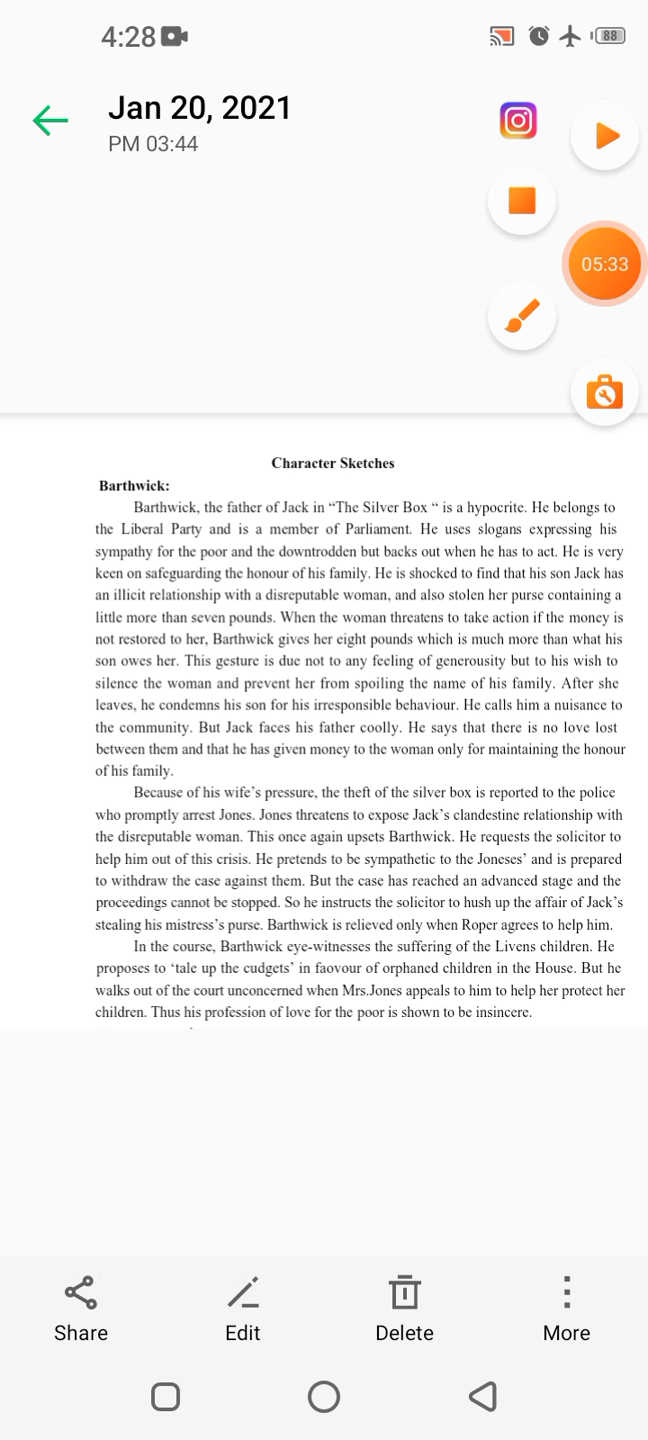 4:28
88
Jan 20, 2021
PM 03:44
05:33
Character Sketches
Barthwick:
Barthwick, the father of Jack in “The Silver Box “ is a hypocrite. He belongs to
the Liberal Party and is a member of Parliament. He uses slogans expressing his
sympathy for the poor and the downtrodden but backs out when he has to act. He is very
keen on safeguarding the honour of his family. He is shocked to find that his son Jack has
an illicit relationship with a disreputable woman, and also stolen her purse containing a
little more than seven pounds. When the woman threatens to take action if the money is
not restored to her, Barthwick gives her eight pounds which is much more than what his
son owes her. This gesture is due not to any feeling of generousity but to his wish to
silence the woman and prevent her from spoiling the name of his family. After she
leaves, he condemns his son for his irresponsible behaviour. He calls him a nuisance to
the community. But Jack faces his father coolly. He says that there is no love lost
between them and that he has given money to the woman only for maintaining the honour
of his family.
Because of his wife’s pressure, the theft of the silver box is reported to the police
who promptly arrest Jones. Jones threatens to expose Jack’s clandestine relationship with
the disreputable woman. This once again upsets Barthwick. He requests the solicitor to
help him out of this crisis. He pretends to be sympathetic to the Joneses’ and is prepared
to withdraw the case against them. But the case has reached an advanced stage and the
proceedings cannot be stopped. So he instructs the solicitor to hush up the affair of Jack’s
stealing his mistress’s purse. Barthwick is relieved only when Roper agrees to help him.
In the course, Barthwick eye-witnesses the suffering of the Livens children. He
proposes to ‘tale up the cudgets’ in faovour of orphaned children in the House. But he
walks out of the court unconcerned when Mrs.Jones appeals to him to help her protect her
children. Thus his profession of love for the poor is shown to be insincere.
Share
Edit
Delete
More